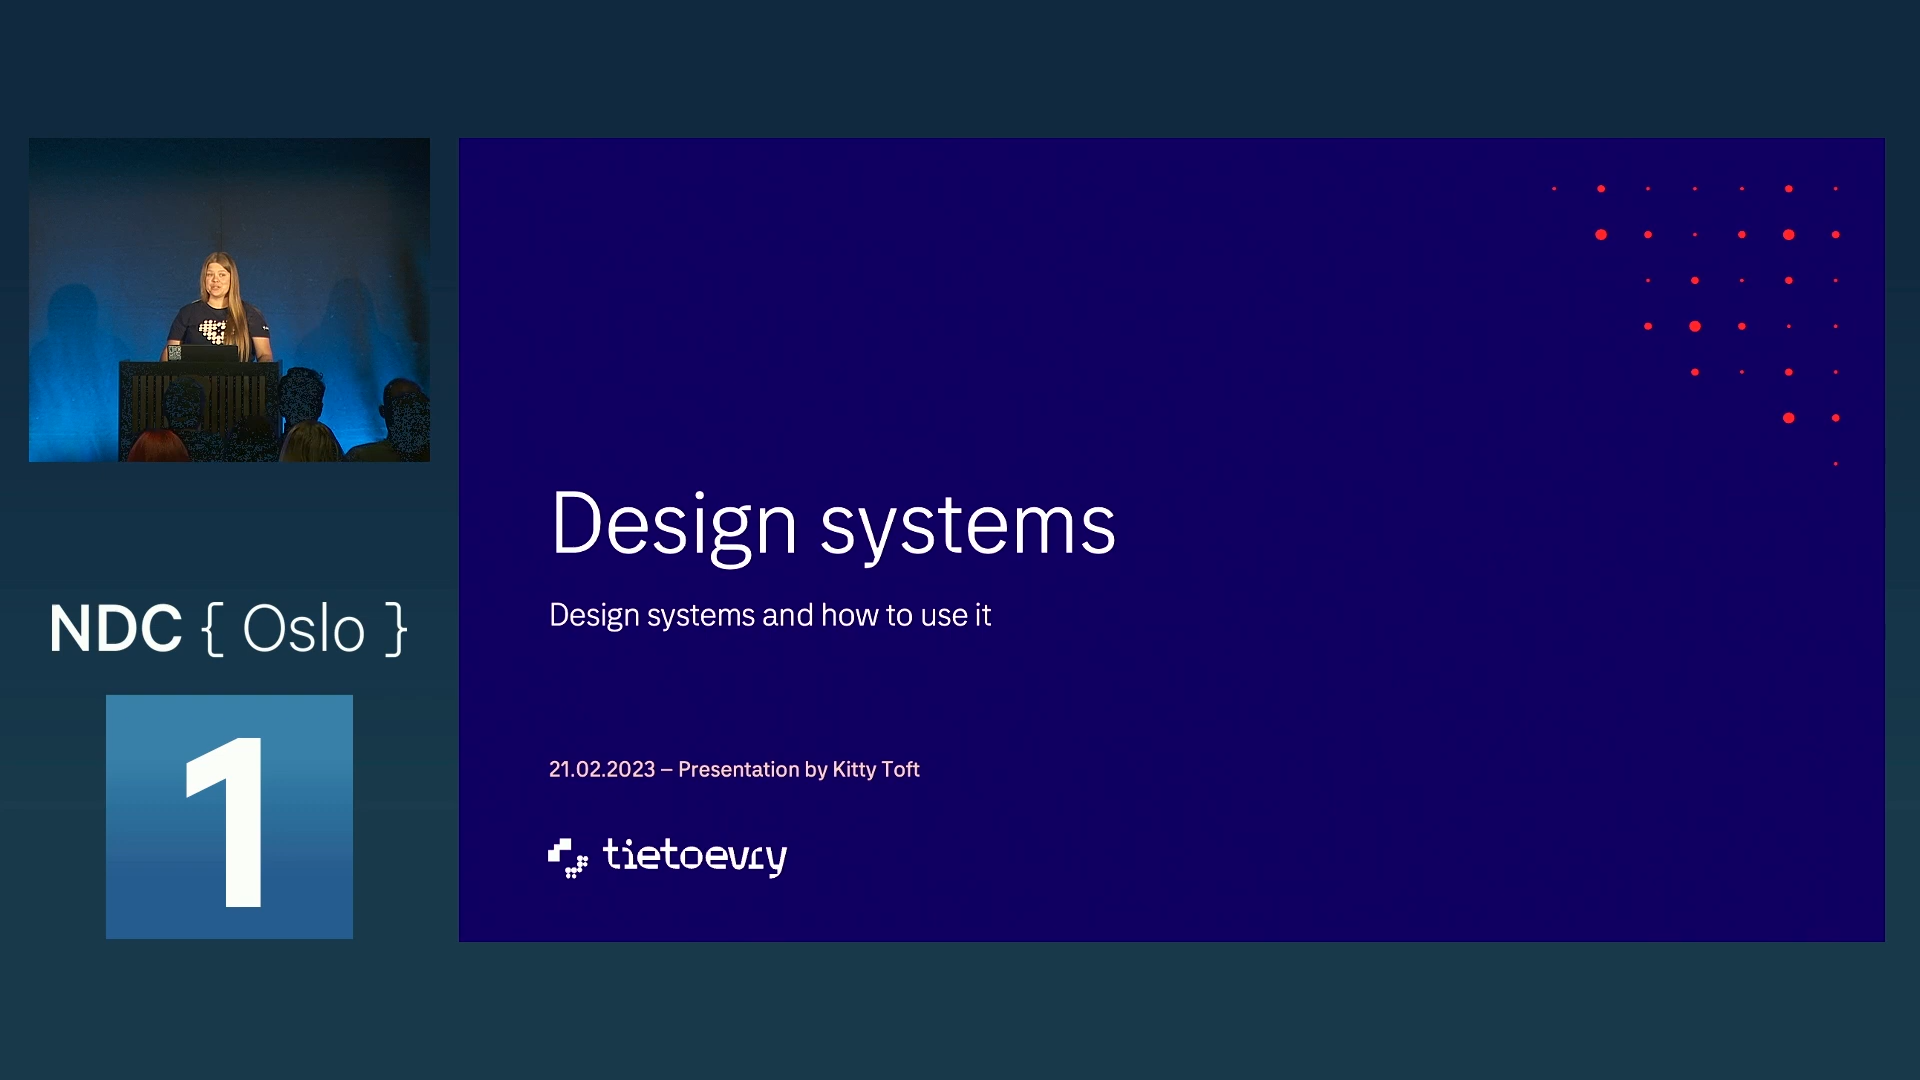 NDC { Oslo }
1
Design systems
Design systems and how to use it
21.02.2023 – Presentation by Kitty Toft
tietoevry